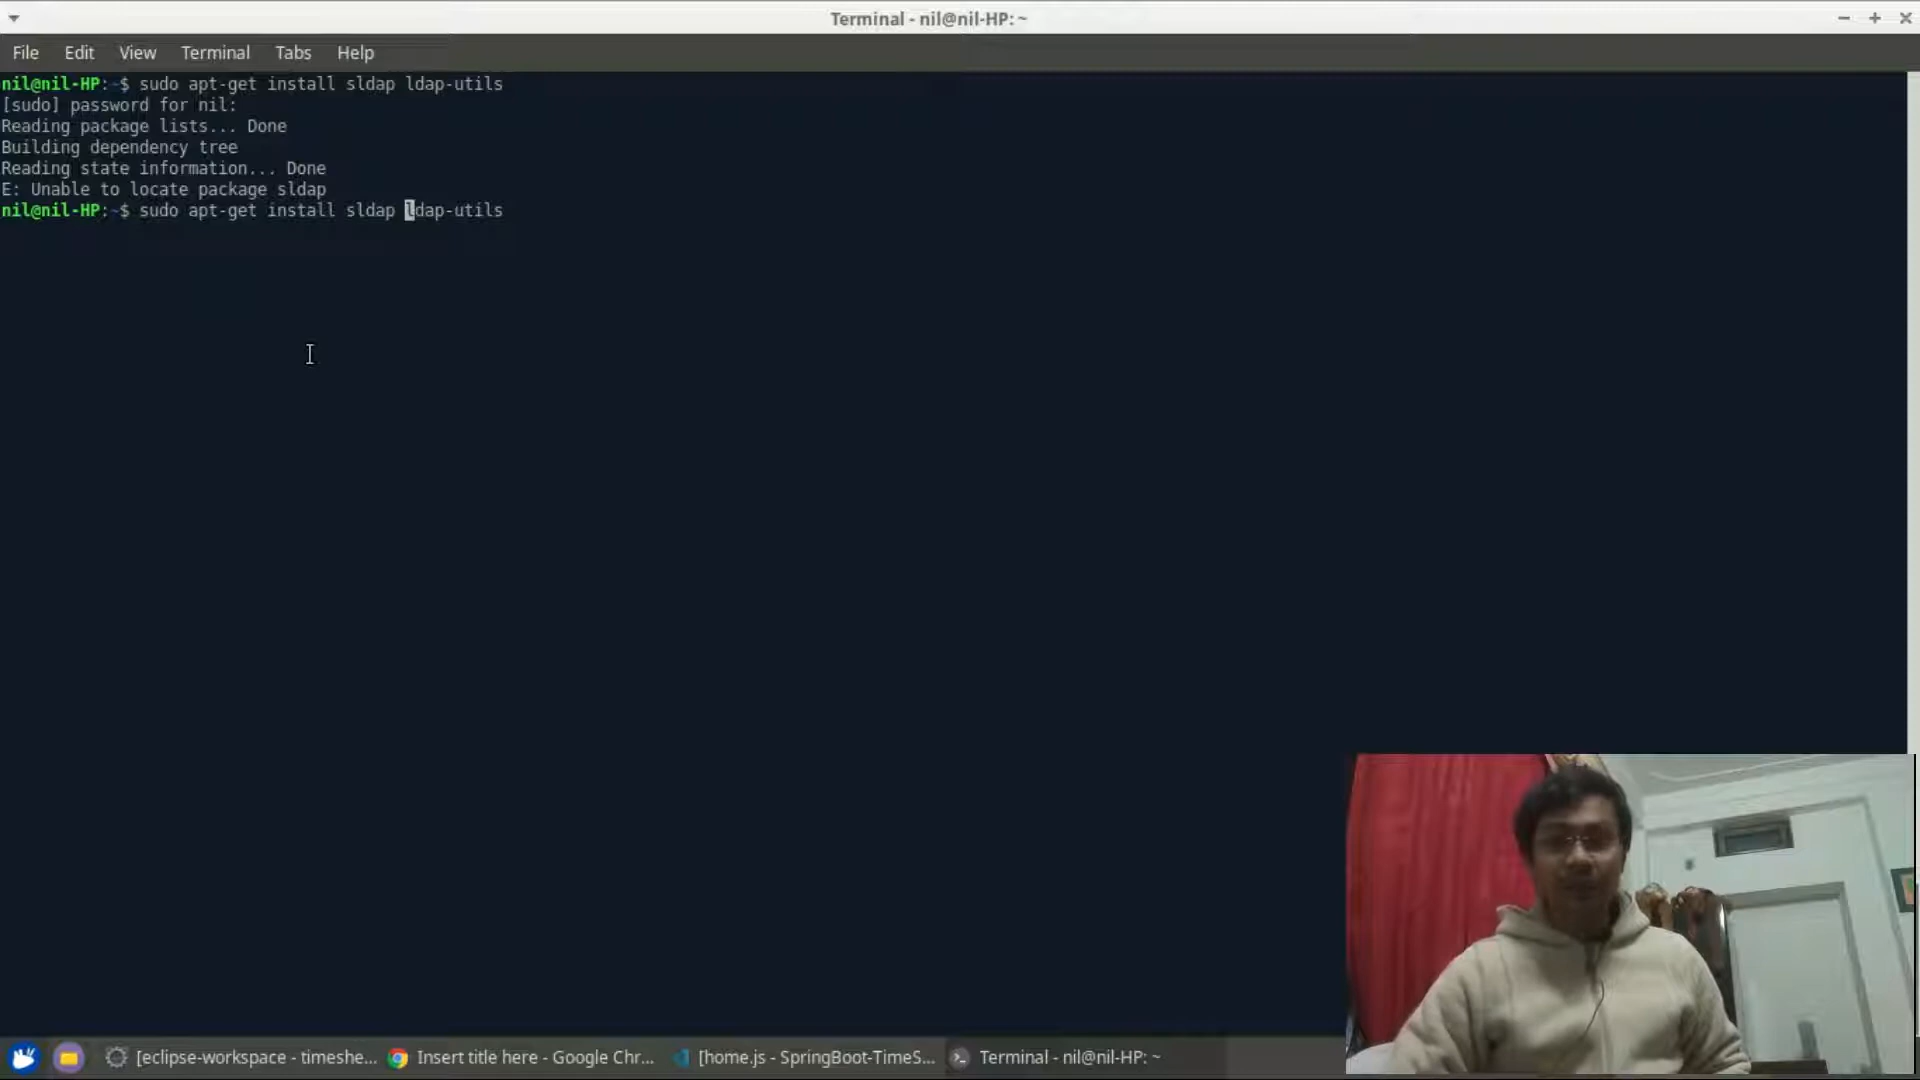 Terminal - nil@nil-HP: ~
File Edit View Terminal Tabs Help
nil@nil-HP:~$ sudo apt-get install sldap ldap-utils
[sudo] password for nil:
Reading package lists... Done
Building dependency tree
Reading state information... Done
E: Unable to locate package sldap
nil@nil-HP:~$ sudo apt-get install sldap ldap-utils
[eclipse-workspace - timeshe... Insert title here - Google Chr... [home.js - SpringBoot-TimeS... Terminal - nil@nil-HP: ~